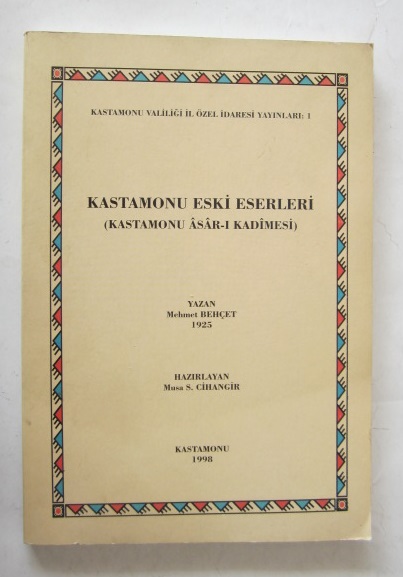 KASTAMONU VALİLİĞİ İL ÖZEL İDARESİ YAYINLARI: 1
KASTAMONU ESKİ ESERLERİ
(KASTAMONU ÂSÂR-I KADÎMESİ)
YAZAN
Mehmet BEHÇET
1925
HAZIRLAYAN
Musa S. CİHANGİR
KASTAMONU
1998